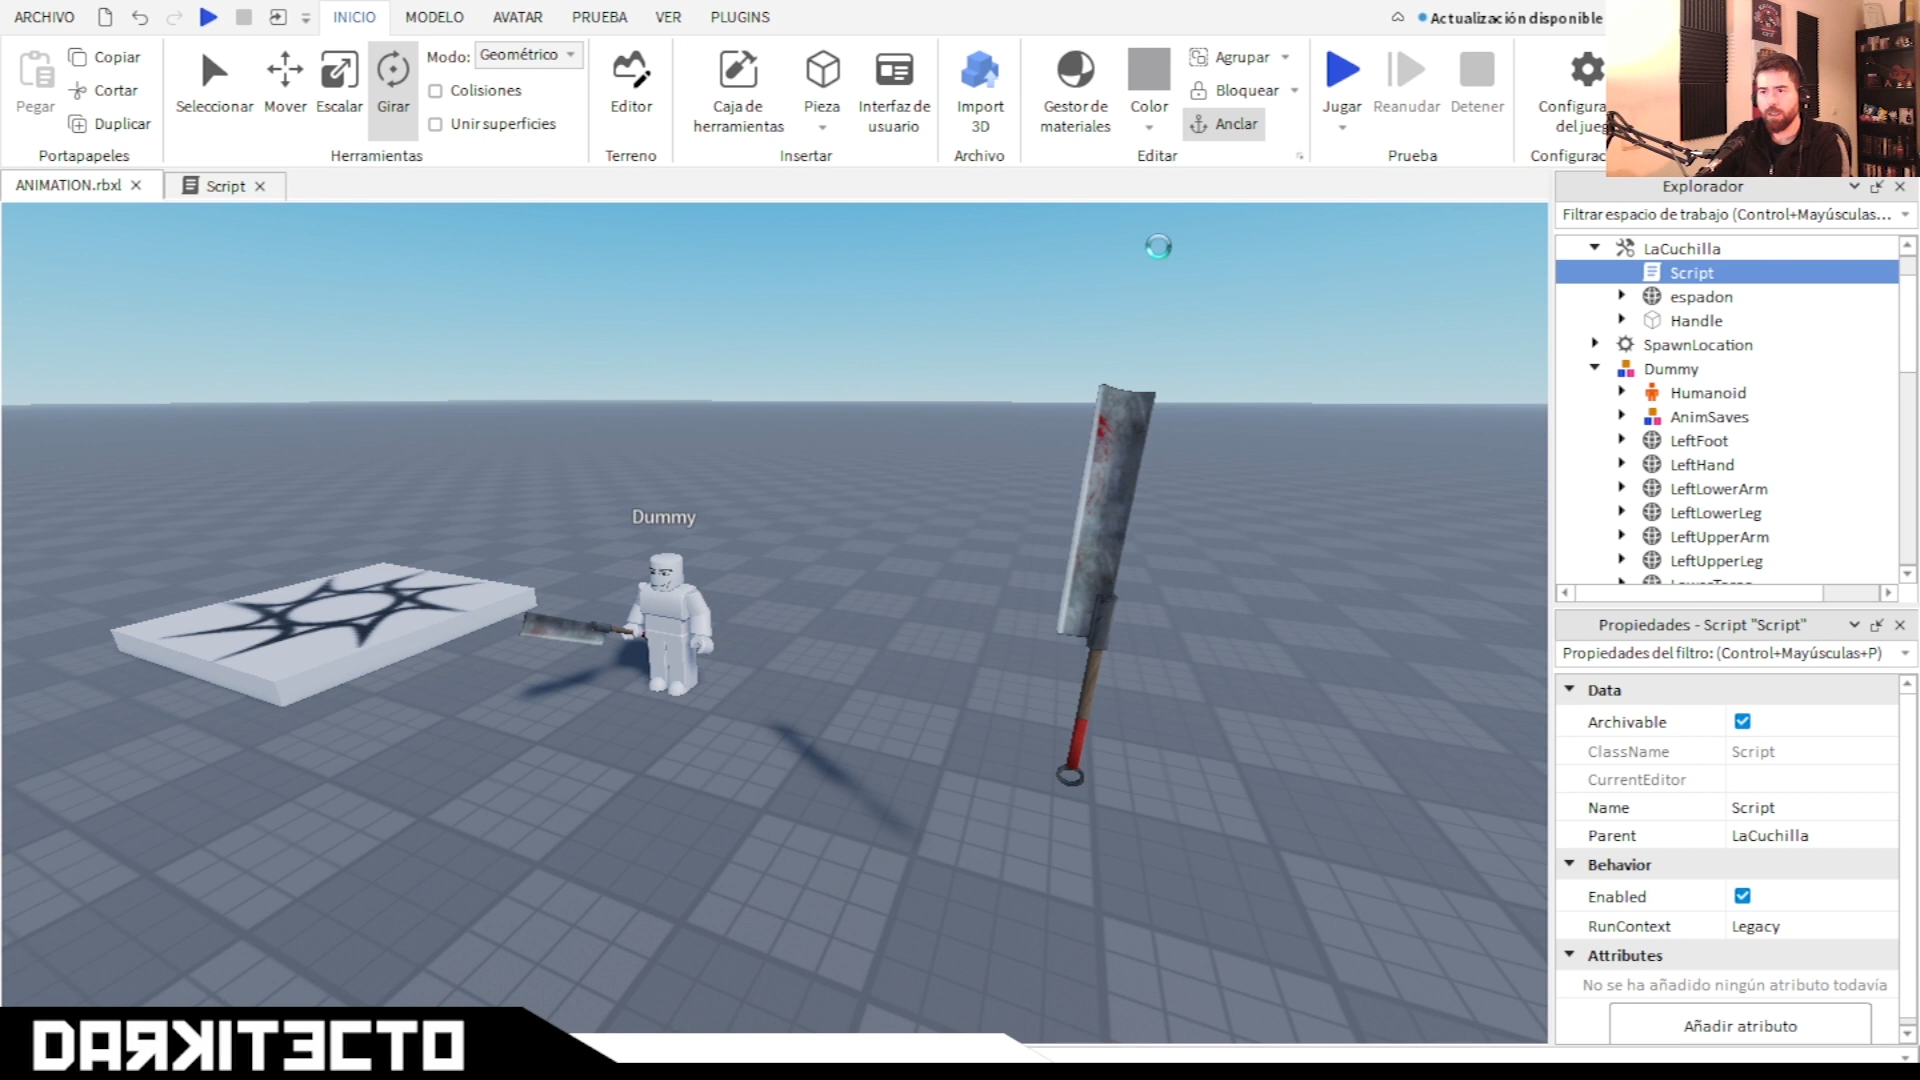 ARCHIVO INICIO MODELO AVATAR PRUEBA VER PLUGINS Actualización disponible
Pegar Copiar Cortar Duplicar
Portapapeles
Seleccionar Mover Escalar Girar
Modo: Geométrico
Colisiones
Unir superficies
Herramientas
Editor
Terreno
Caja de herramientas
Pieza
Interfaz de usuario
Insertar
Import 3D
Archivo
Gestor de materiales
Color
Agrupar
Bloquear
Anclar
Editar
Jugar Reanudar Detener
Prueba
ANIMATION.rbxl
Script
Dummy
DARKITECTO
Explorador
Filtrar espacio de trabajo (Control+Mayúsculas...
LaCuchilla
Script
espadon
Handle
SpawnLocation
Dummy
Humanoid
AnimSaves
LeftFoot
LeftHand
LeftLowerArm
LeftLowerLeg
LeftUpperArm
LeftUpperLeg
Propiedades - Script "Script"
Propiedades del filtro: (Control+Mayúsculas+P)
Data
Archivable
ClassName Script
CurrentEditor
Name Script
Parent LaCuchilla
Behavior
Enabled
RunContext Legacy
Attributes
No se ha añadido ningún atributo todavía
Añadir atributo